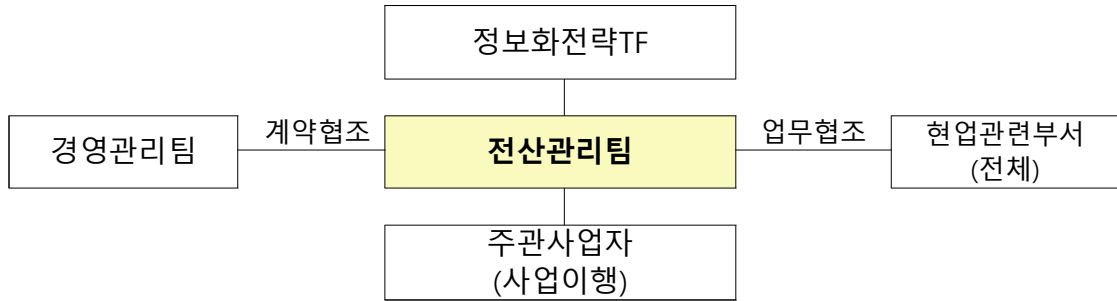 정보화전략TF
경영관리팀
계약협조
전산관리팀
업무협조
현업관련부서
(전체)
주관사업자
(사업이행)